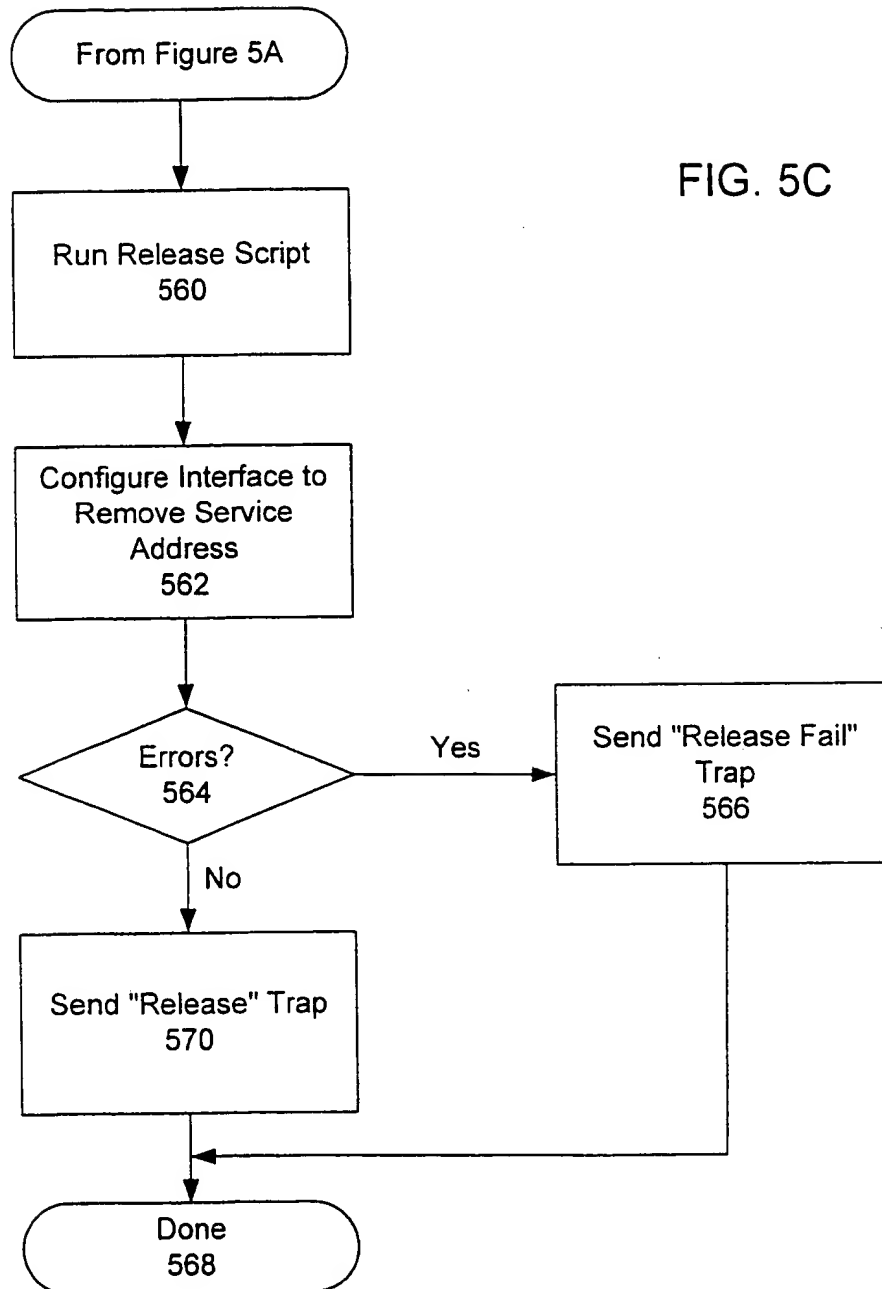 From Figure 5A
FIG. 5C
Run Release Script
560
Configure Interface to
Remove Service
Address
562
Errors?
564
Yes
Send "Release Fail"
Trap
566
No
Send "Release" Trap
570
Done
568